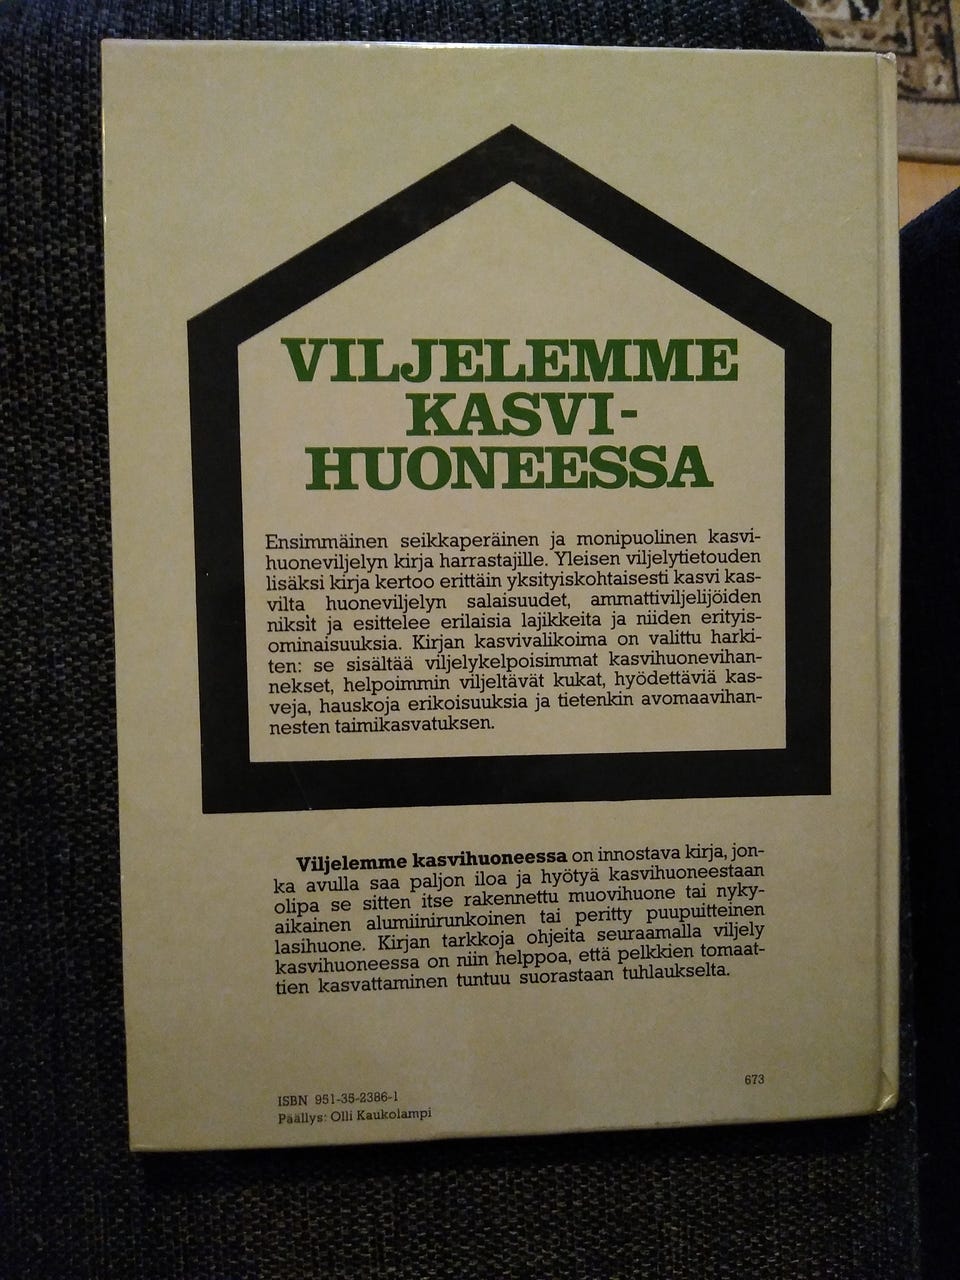 VILJELEMME
KASVI-
HUONEESSA
Ensimmäinen seikkaperäinen ja monipuolinen kasvi-
huoneviljelyn kirja harrastajille. Yleisen viljelytietouden
lisäksi kirja kertoo erittäin yksityiskohtaisesti kasvi kas-
vilta huoneviljelyn salaisuudet, ammattiviljelijöiden
niksit ja esittelee erilaisia lajikkeita ja niiden erityis-
ominaisuuksia. Kirjan kasvivalikoima on valittu harki-
ten: se sisältää viljelykelpoisimmat kasvihuonevihan-
nekset, helpoimmin viljeltävät kukat, hyödettäviä kas-
veja, hauskoja erikoisuuksia ja tietenkin avomaavihan-
nesten taimikasvatuksen.
Viljelemme kasvihuoneessa on innostava kirja, jon-
ka avulla saa paljon iloa ja hyötyä kasvihuoneestaan
olipa se sitten itse rakennettu muovihuone tai nyky-
aikainen alumiinirunkoinen tai peritty puupuitteinen
lasihuone. Kirjan tarkkoja ohjeita seuraamalla viljely
kasvihuoneessa on niin helppoa, että pelkkien tomaat-
tien kasvattaminen tuntuu suorastaan tuhlaukselta.
673
ISBN 951-35-2386-1
Päällys: Olli Kaukolampi